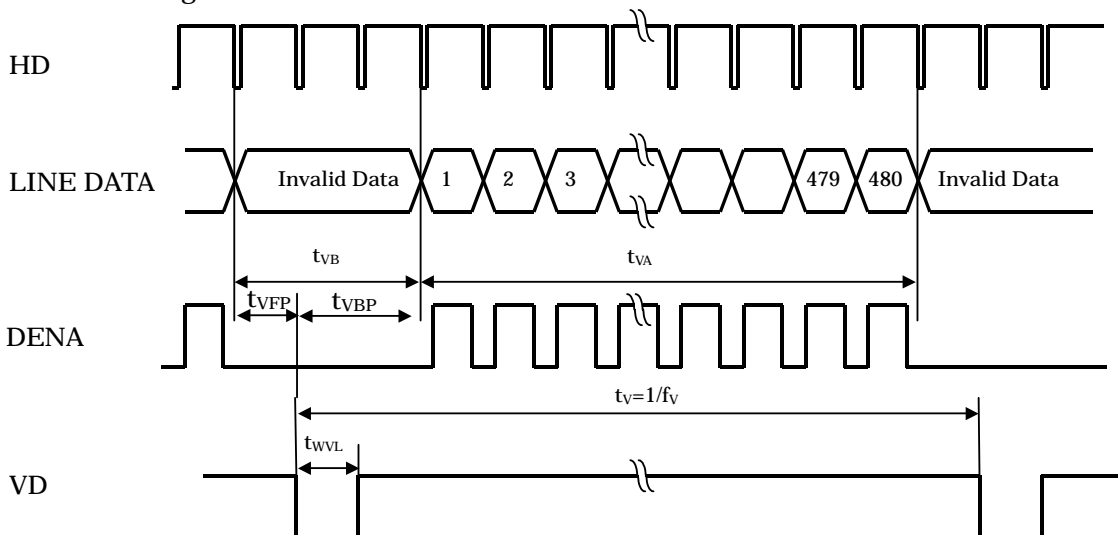 HD
LINE DATA Invalid Data 1 2 3 479 480 Invalid Data
tVB tVA
tVFP tVBP
DENA
tV=1/fV
tWVL
VD